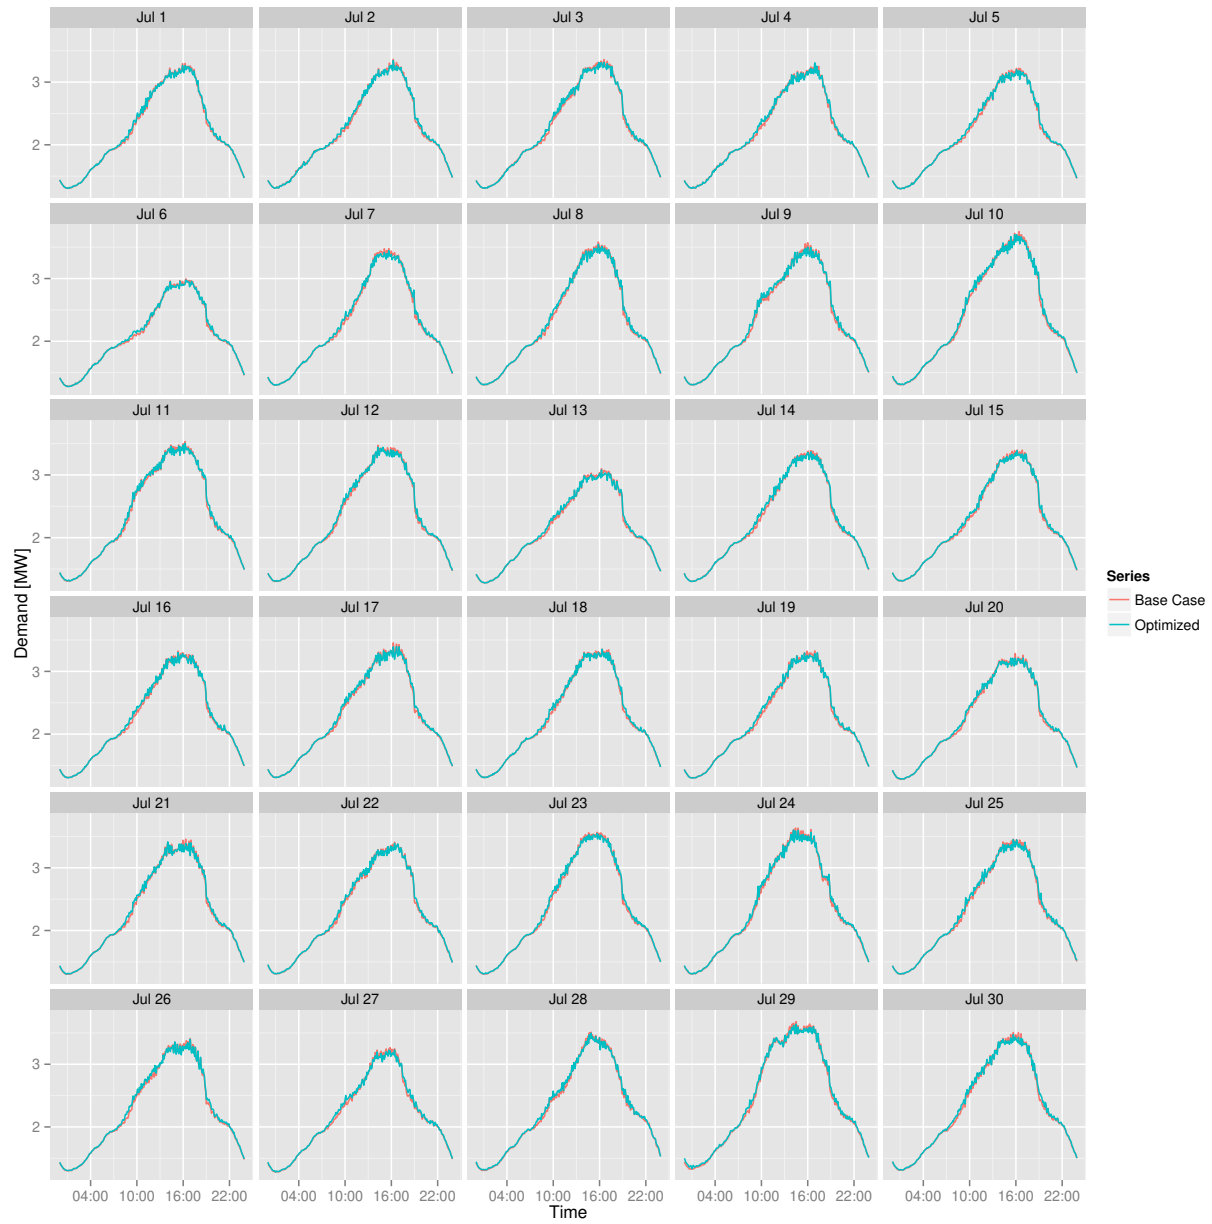 Jul 1 Jul 2 Jul 3 Jul 4 Jul 5
3
2
Jul 6 Jul 7 Jul 8 Jul 9 Jul 10
3
2
Jul 11 Jul 12 Jul 13 Jul 14 Jul 15
3
2
Jul 16 Jul 17 Jul 18 Jul 19 Jul 20
3
2
Jul 21 Jul 22 Jul 23 Jul 24 Jul 25
3
2
Jul 26 Jul 27 Jul 28 Jul 29 Jul 30
3
2
04:00 10:00 16:00 22:00 04:00 10:00 16:00 22:00 04:00 10:00 16:00 22:00 04:00 10:00 16:00 22:00 04:00 10:00 16:00 22:00
Time
Demand [MW]
Series
Base Case
Optimized